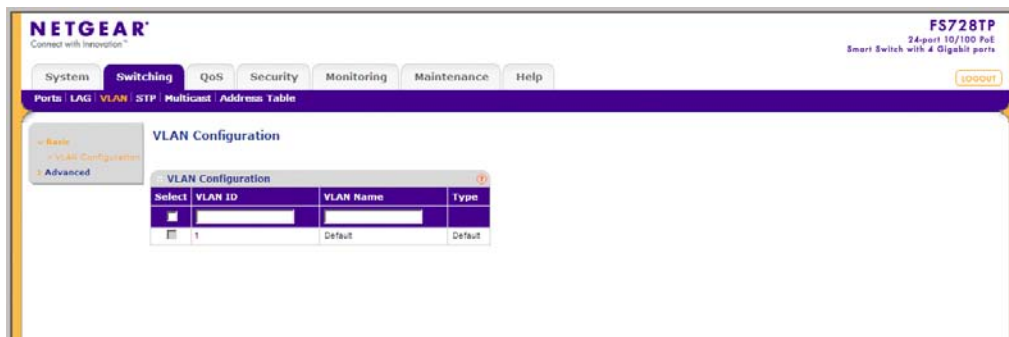 NETGEAR
Connect with Innovation™
FS728TP
24-port 10/100 PoE
Smart Switch with 4 Gigabit ports
System Switching QoS Security Monitoring Maintenance Help
LOGOUT
Ports LAG VLAN STP Multicast Address Table
Basic
VLAN Configuration
Advanced
VLAN Configuration
VLAN Configuration
Select VLAN ID VLAN Name Type
1 Default Default